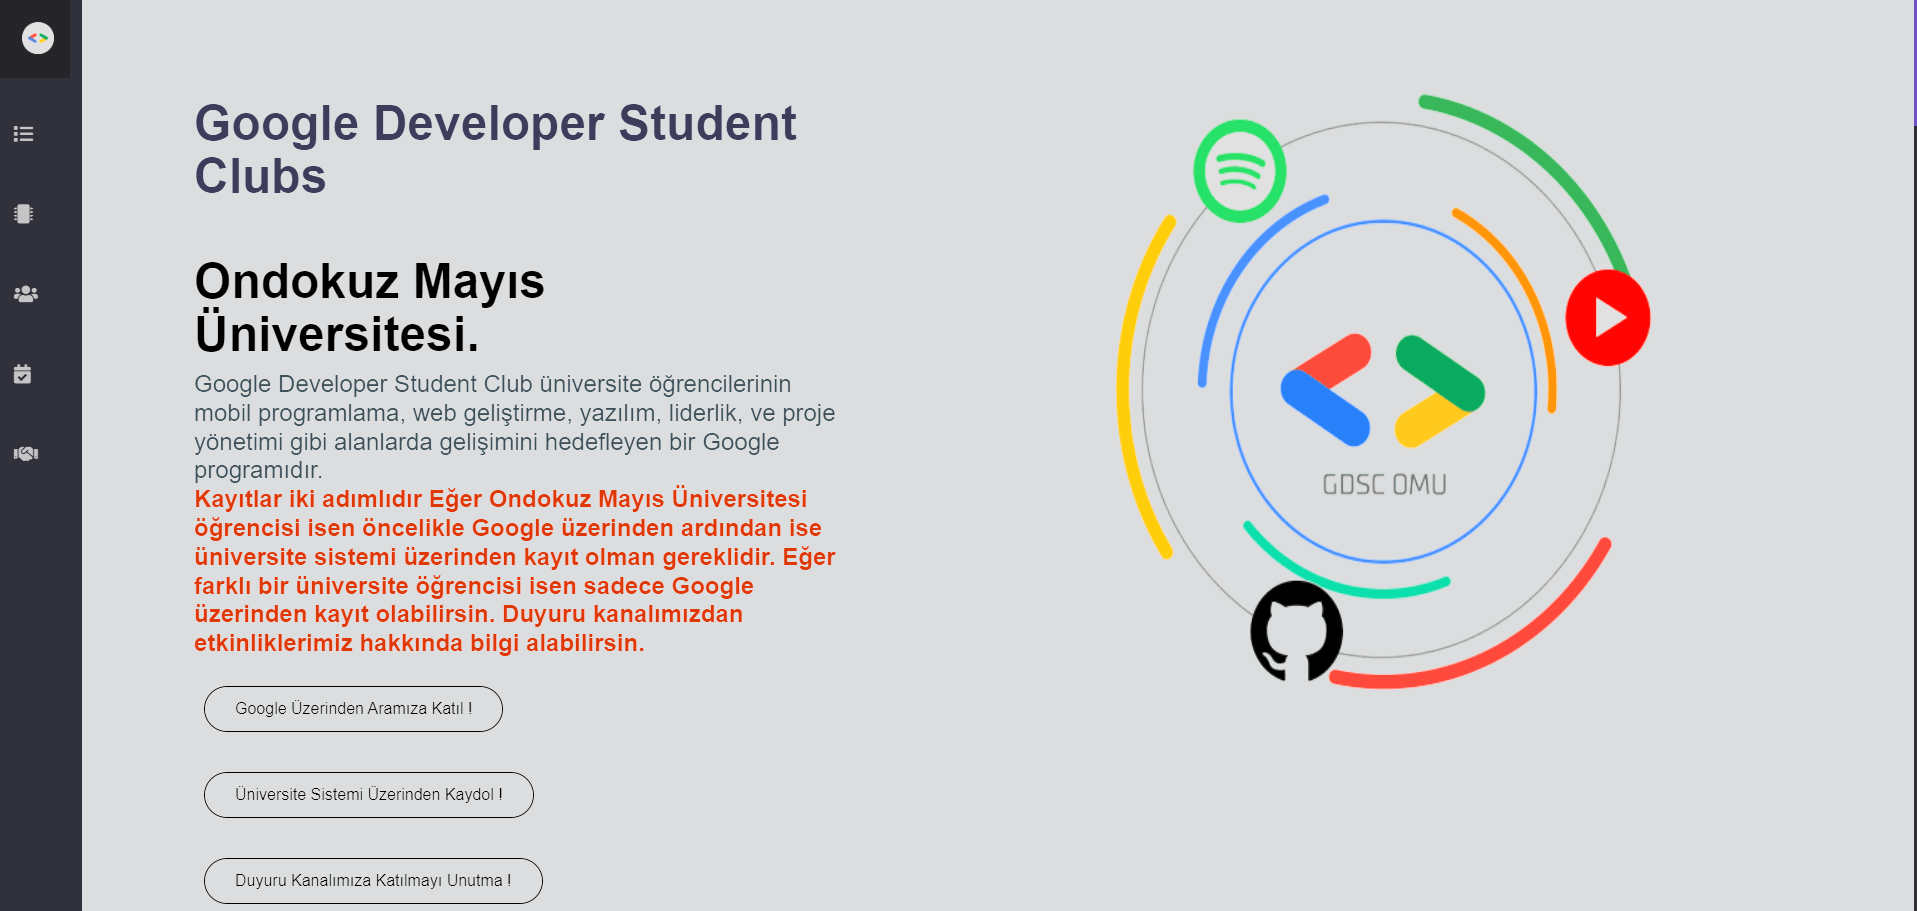 Google Developer Student
Clubs
Ondokuz Mayıs
Üniversitesi.
Google Developer Student Club üniversite öğrencilerinin
mobil programlama, web geliştirme, yazılım, liderlik, ve proje
yönetimi gibi alanlarda gelişimini hedefleyen bir Google
programıdır.
Kayıtlar iki adımlıdır Eğer Ondokuz Mayıs Üniversitesi
öğrencisi isen öncelikle Google üzerinden ardından ise
üniversite sistemi üzerinden kayıt olman gereklidir. Eğer
farklı bir üniversite öğrencisi isen sadece Google
üzerinden kayıt olabilirsin. Duyuru kanalımızdan
etkinliklerimiz hakkında bilgi alabilirsin.
Google Üzerinden Aramıza Katıl !
Üniversite Sistemi Üzerinden Kaydol !
Duyuru Kanalımıza Katılmayı Unutma !
GDSC OMU